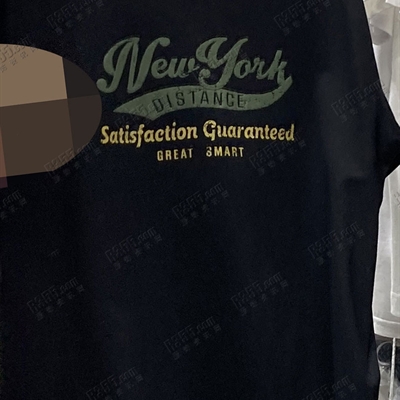 New York
DISTANCE
Satisfaction Guaranteed
GREAT SMART